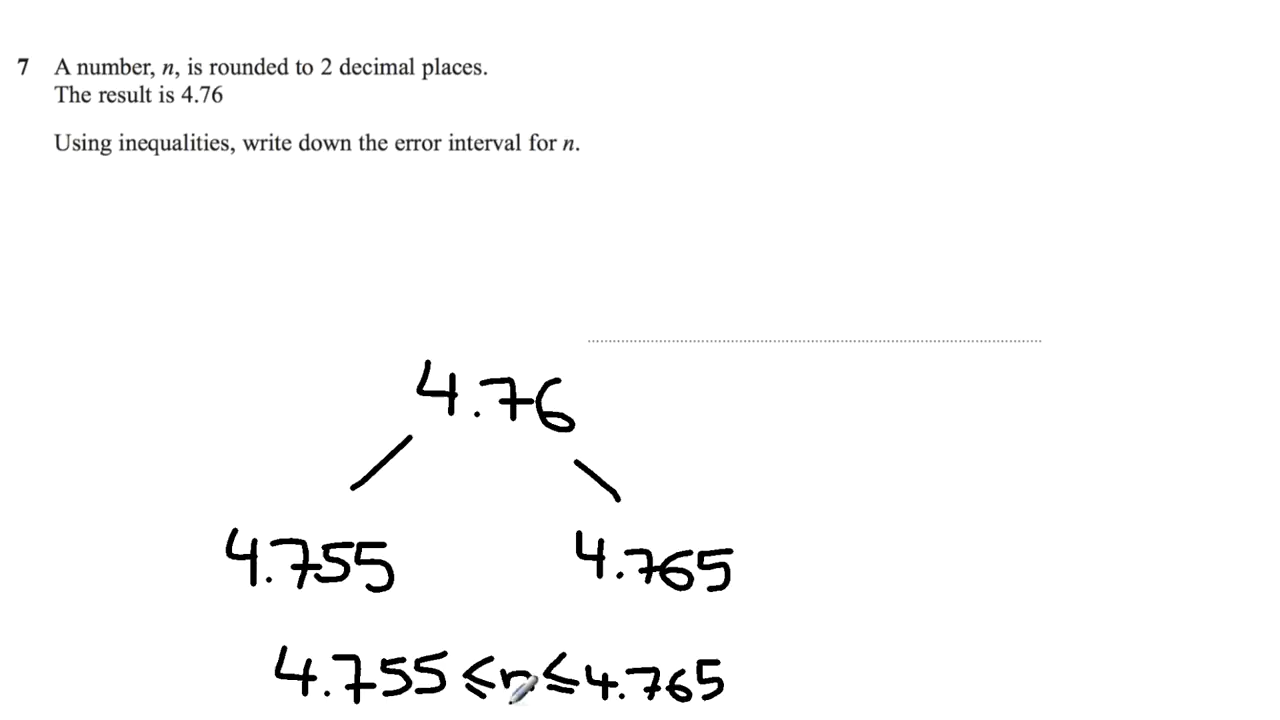 7 A number, n, is rounded to 2 decimal places.
The result is 4.76
Using inequalities, write down the error interval for n.
4.76
4.755 4.765
4.755 ≤ n ≤ 4.765